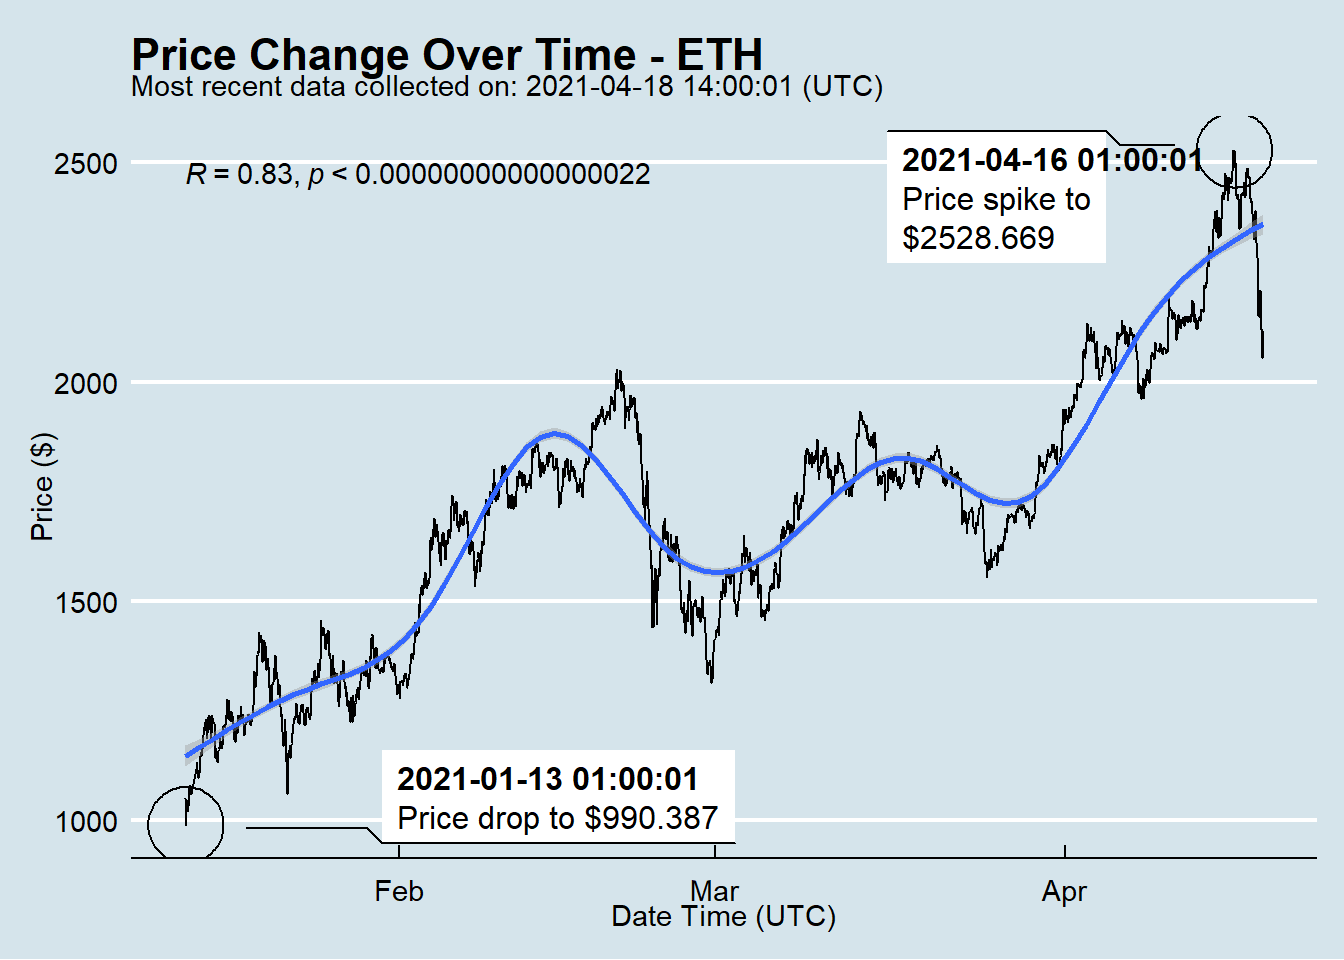 Price Change Over Time - ETH
Most recent data collected on: 2021-04-18 14:00:01 (UTC)
R = 0.83, p < 0.00000000000000022
2021-04-16 01:00:01
Price spike to
$2528.669
2500
2000
1500
1000
Price ($)
2021-01-13 01:00:01
Price drop to $990.387
Feb
Mar
Apr
Date Time (UTC)